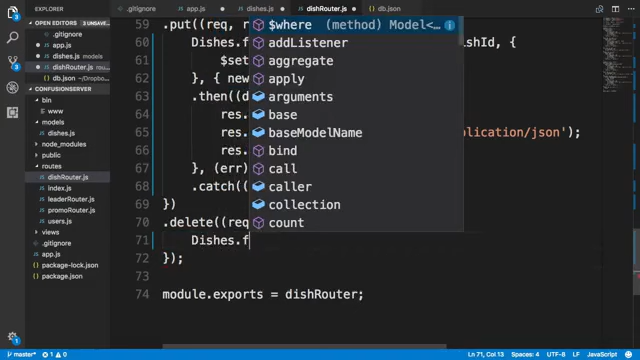 .gitignore
app.js
dishes.js
dishRouter.js
db.json
EXPLORER
OPEN EDITORS 3 UNSAVED
.gitignore
app.js
dishes.js
dishRouter.js rou...
db.json ~/Dropbo...
CONFUSIONSERVER
bin
www
models
dishes.js
node_modules
public
routes
dishRouter.js
index.js
leaderRouter.js
promoRouter.js
users.js
views
.gitignore
app.js
package-lock.json
package.json
59 .put((req, r
60 Dishes.f ishId, {
61 $set
62 }, { new
63 .then((d
64 res.
65 res. plication/json');
66 res.
67 }, (err)
68 .catch((
69 })
70 .delete((req
71 Dishes.f
72 });
73
74 module.exports = dishRouter;
$where (method) Model<…
addListener
aggregate
apply
arguments
base
baseModelName
bind
call
caller
collection
count
master* 0 1 Ln 71, Col 13 Spaces: 4 UTF-8 LF JavaScript